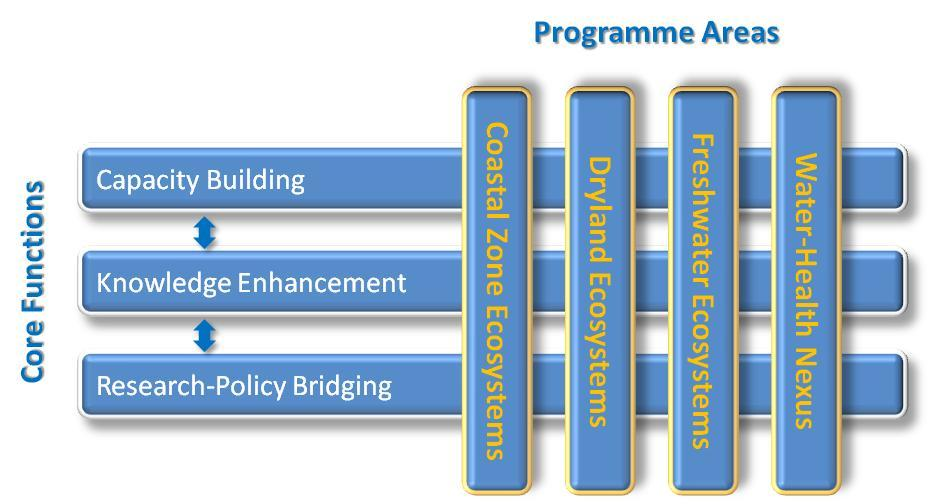 Programme Areas
Core Functions
Capacity Building
Knowledge Enhancement
Research-Policy Bridging
Coastal Zone Ecosystems
Dryland Ecosystems
Freshwater Ecosystems
Water-Health Nexus